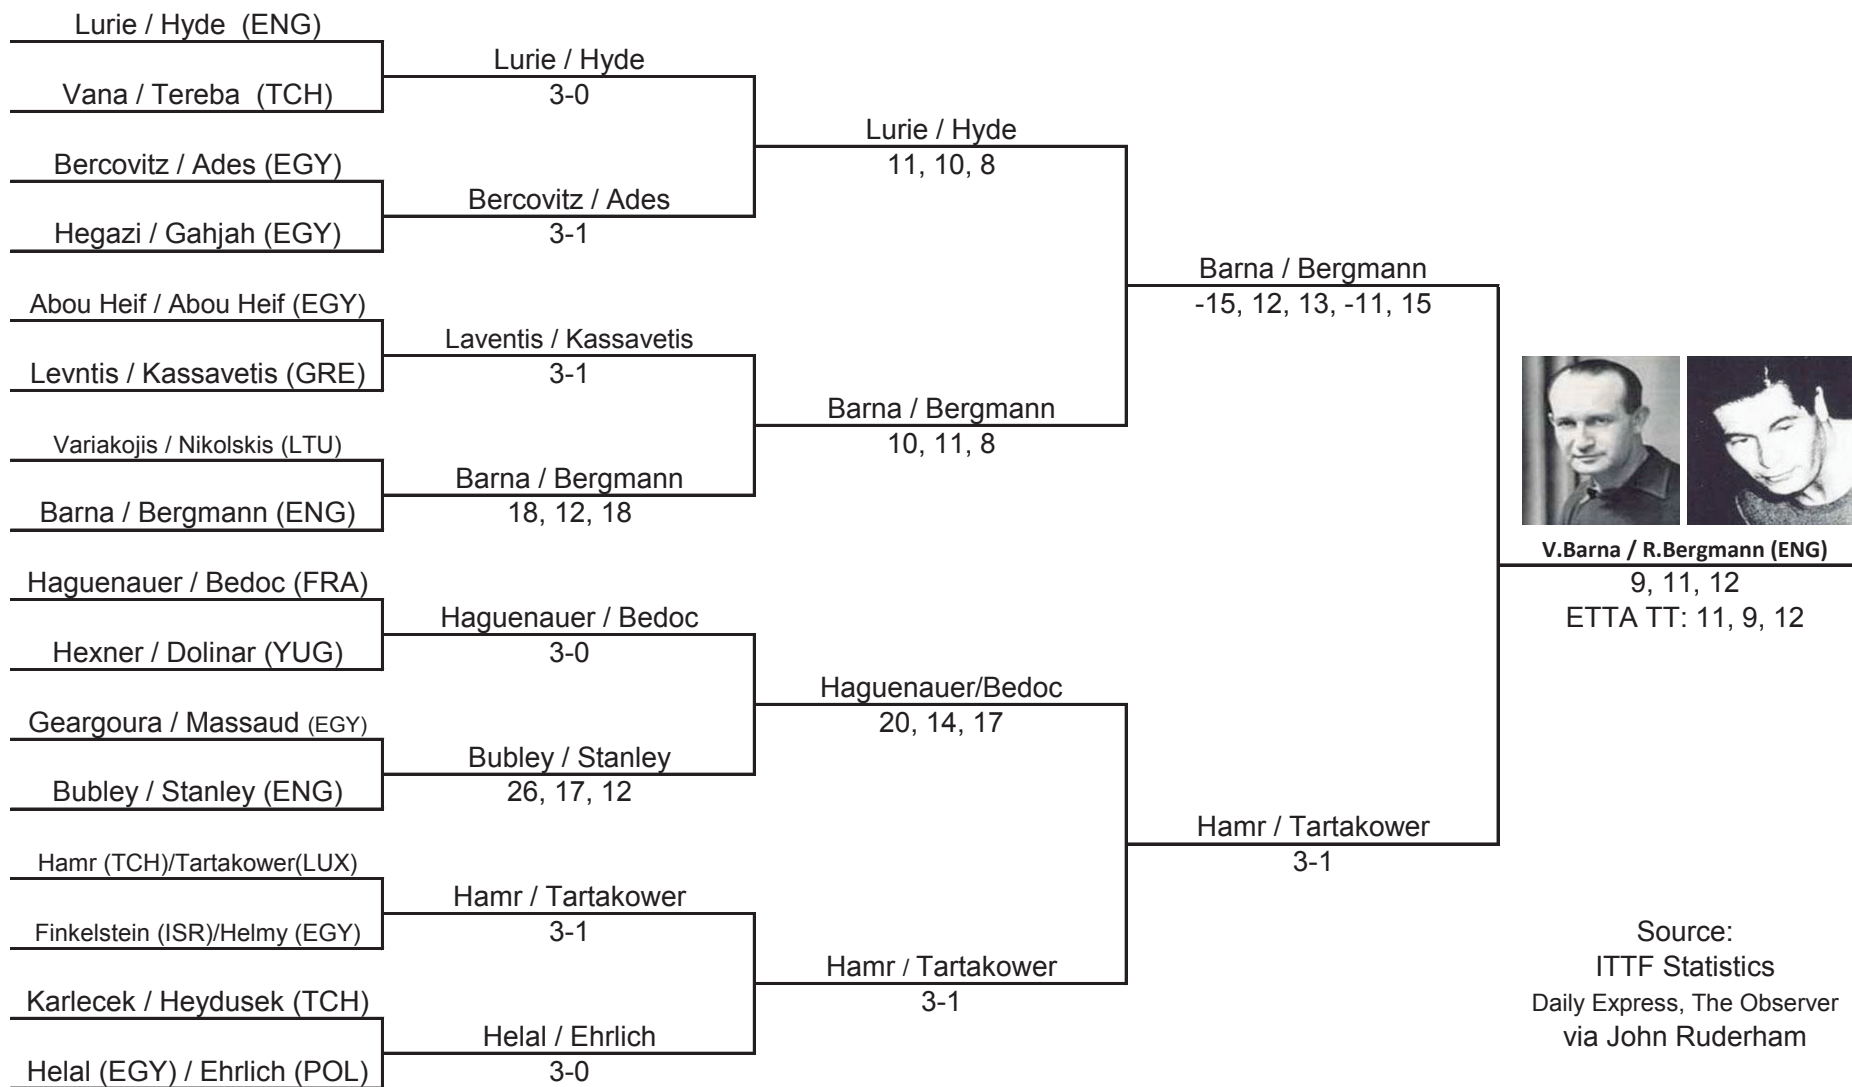 Lurie / Hyde (ENG)
Vana / Tereba (TCH)
Bercovitz / Ades (EGY)
Hegazi / Gahjah (EGY)
Abou Heif / Abou Heif (EGY)
Levntis / Kassavetis (GRE)
Variakojis / Nikolskis (LTU)
Barna / Bergmann (ENG)
Haguenauer / Bedoc (FRA)
Hexner / Dolinar (YUG)
Geargoura / Massaud (EGY)
Bubley / Stanley (ENG)
Hamr (TCH)/Tartakower(LUX)
Finkelstein (ISR)/Helmy (EGY)
Karlecek / Heydusek (TCH)
Helal (EGY) / Ehrlich (POL)
Lurie / Hyde
3-0
Bercovitz / Ades
3-1
Laventis / Kassavetis
3-1
Barna / Bergmann
18, 12, 18
Haguenauer / Bedoc
3-0
Bubley / Stanley
26, 17, 12
Hamr / Tartakower
3-1
Helal / Ehrlich
3-0
Lurie / Hyde
11, 10, 8
Barna / Bergmann
10, 11, 8
Haguenauer/Bedoc
20, 14, 17
Hamr / Tartakower
3-1
Barna / Bergmann
-15, 12, 13, -11, 15
Hamr / Tartakower
3-1
V.Barna / R.Bergmann (ENG)
9, 11, 12
ETTA TT: 11, 9, 12
Source:
ITTF Statistics
Daily Express, The Observer
via John Ruderham